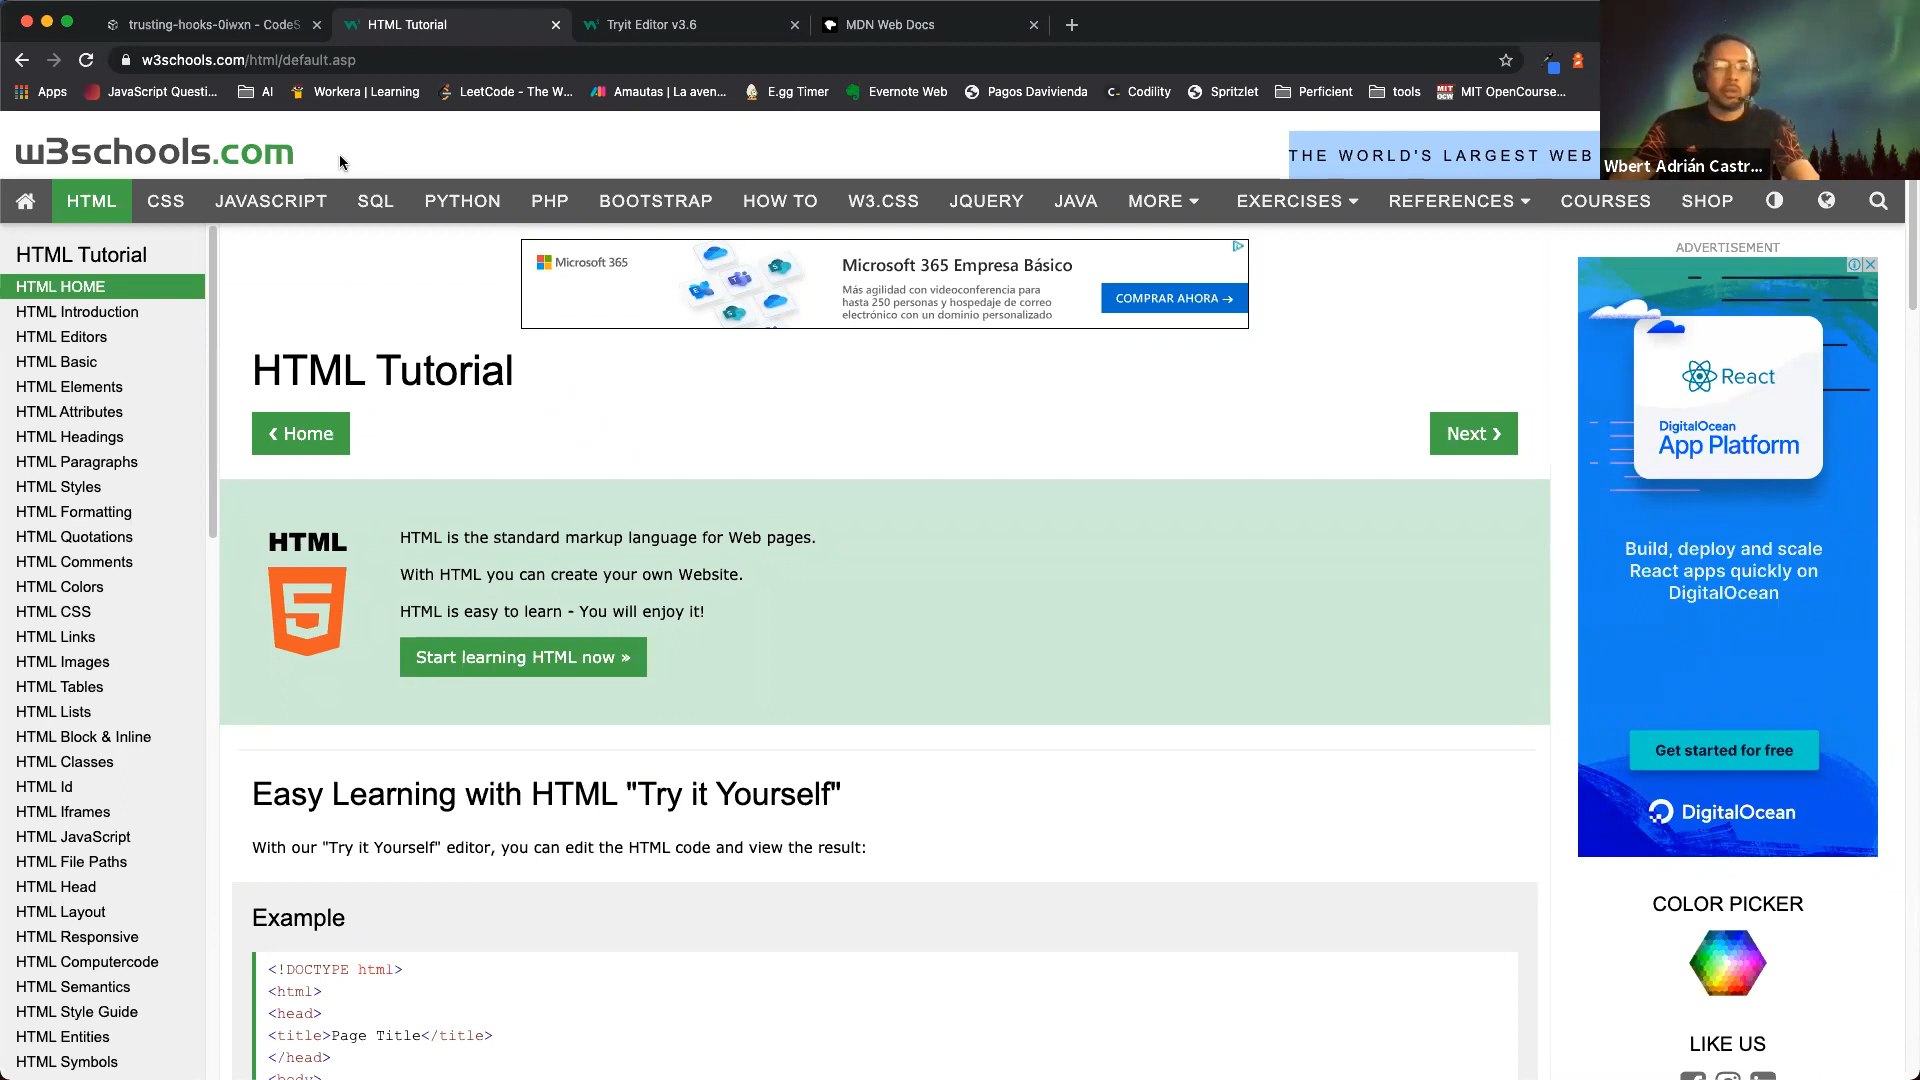 trusting-hooks-0iwxn - CodeS
HTML Tutorial
Tryit Editor v3.6
MDN Web Docs
w3schools.com/html/default.asp
Apps
JavaScript Questi...
AI
Workera | Learning
LeetCode - The W...
Amautas | La aven...
E.gg Timer
Evernote Web
Pagos Davivienda
Codility
Spritzlet
Perficient
tools
MIT OpenCourse...
w3schools.com
THE WORLD'S LARGEST WEB
Wbert Adrián Castr...
HTML
CSS
JAVASCRIPT
SQL
PYTHON
PHP
BOOTSTRAP
HOW TO
W3.CSS
JQUERY
JAVA
MORE
EXERCISES
REFERENCES
COURSES
SHOP
HTML Tutorial
HTML HOME
HTML Introduction
HTML Editors
HTML Basic
HTML Elements
HTML Attributes
HTML Headings
HTML Paragraphs
HTML Styles
HTML Formatting
HTML Quotations
HTML Comments
HTML Colors
HTML CSS
HTML Links
HTML Images
HTML Tables
HTML Lists
HTML Block & Inline
HTML Classes
HTML Id
HTML Iframes
HTML JavaScript
HTML File Paths
HTML Head
HTML Layout
HTML Responsive
HTML Computercode
HTML Semantics
HTML Style Guide
HTML Entities
HTML Symbols
Microsoft 365
Microsoft 365 Empresa Básico
Más agilidad con videoconferencia para
hasta 250 personas y hospedaje de correo
electrónico con un dominio personalizado
COMPRAR AHORA →
HTML Tutorial
❮ Home
Next ❯
HTML
5
HTML is the standard markup language for Web pages.
With HTML you can create your own Website.
HTML is easy to learn - You will enjoy it!
Start learning HTML now »
Easy Learning with HTML "Try it Yourself"
With our "Try it Yourself" editor, you can edit the HTML code and view the result:
Example
<!DOCTYPE html>
<html>
<head>
<title>Page Title</title>
</head>
<body>
ADVERTISEMENT
React
DigitalOcean
App Platform
Build, deploy and scale
React apps quickly on
DigitalOcean
Get started for free
DigitalOcean
COLOR PICKER
LIKE US